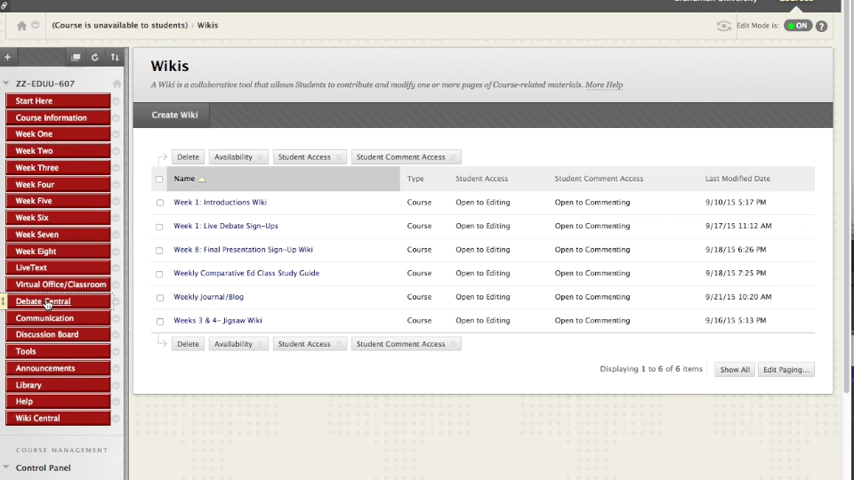 (Course is unavailable to students) Wikis
Edit Mode is: ON ?
ZZ-EDUU-607
Start Here
Course Information
Week One
Week Two
Week Three
Week Four
Week Five
Week Six
Week Seven
Week Eight
LiveText
Virtual Office/Classroom
Debate Central
Communication
Discussion Board
Tools
Announcements
Library
Help
Wiki Central
COURSE MANAGEMENT
Control Panel
Wikis
A Wiki is a collaborative tool that allows Students to contribute and modify one or more pages of Course-related materials. More Help
Create Wiki
Delete Availability Student Access Student Comment Access
Name Type Student Access Student Comment Access Last Modified Date
Week 1: Introductions Wiki Course Open to Editing Open to Commenting 9/10/15 5:17 PM
Week 1: Live Debate Sign-Ups Course Open to Editing Open to Commenting 9/17/15 11:12 AM
Week 8: Final Presentation Sign-Up Wiki Course Open to Editing Open to Commenting 9/18/15 6:26 PM
Weekly Comparative Ed Class Study Guide Course Open to Editing Open to Commenting 9/18/15 7:25 PM
Weekly Journal/Blog Course Open to Editing Open to Commenting 9/21/15 10:20 AM
Weeks 3 & 4- Jigsaw Wiki Course Open to Editing Open to Commenting 9/16/15 5:13 PM
Delete Availability Student Access Student Comment Access
Displaying 1 to 6 of 6 items Show All Edit Paging...